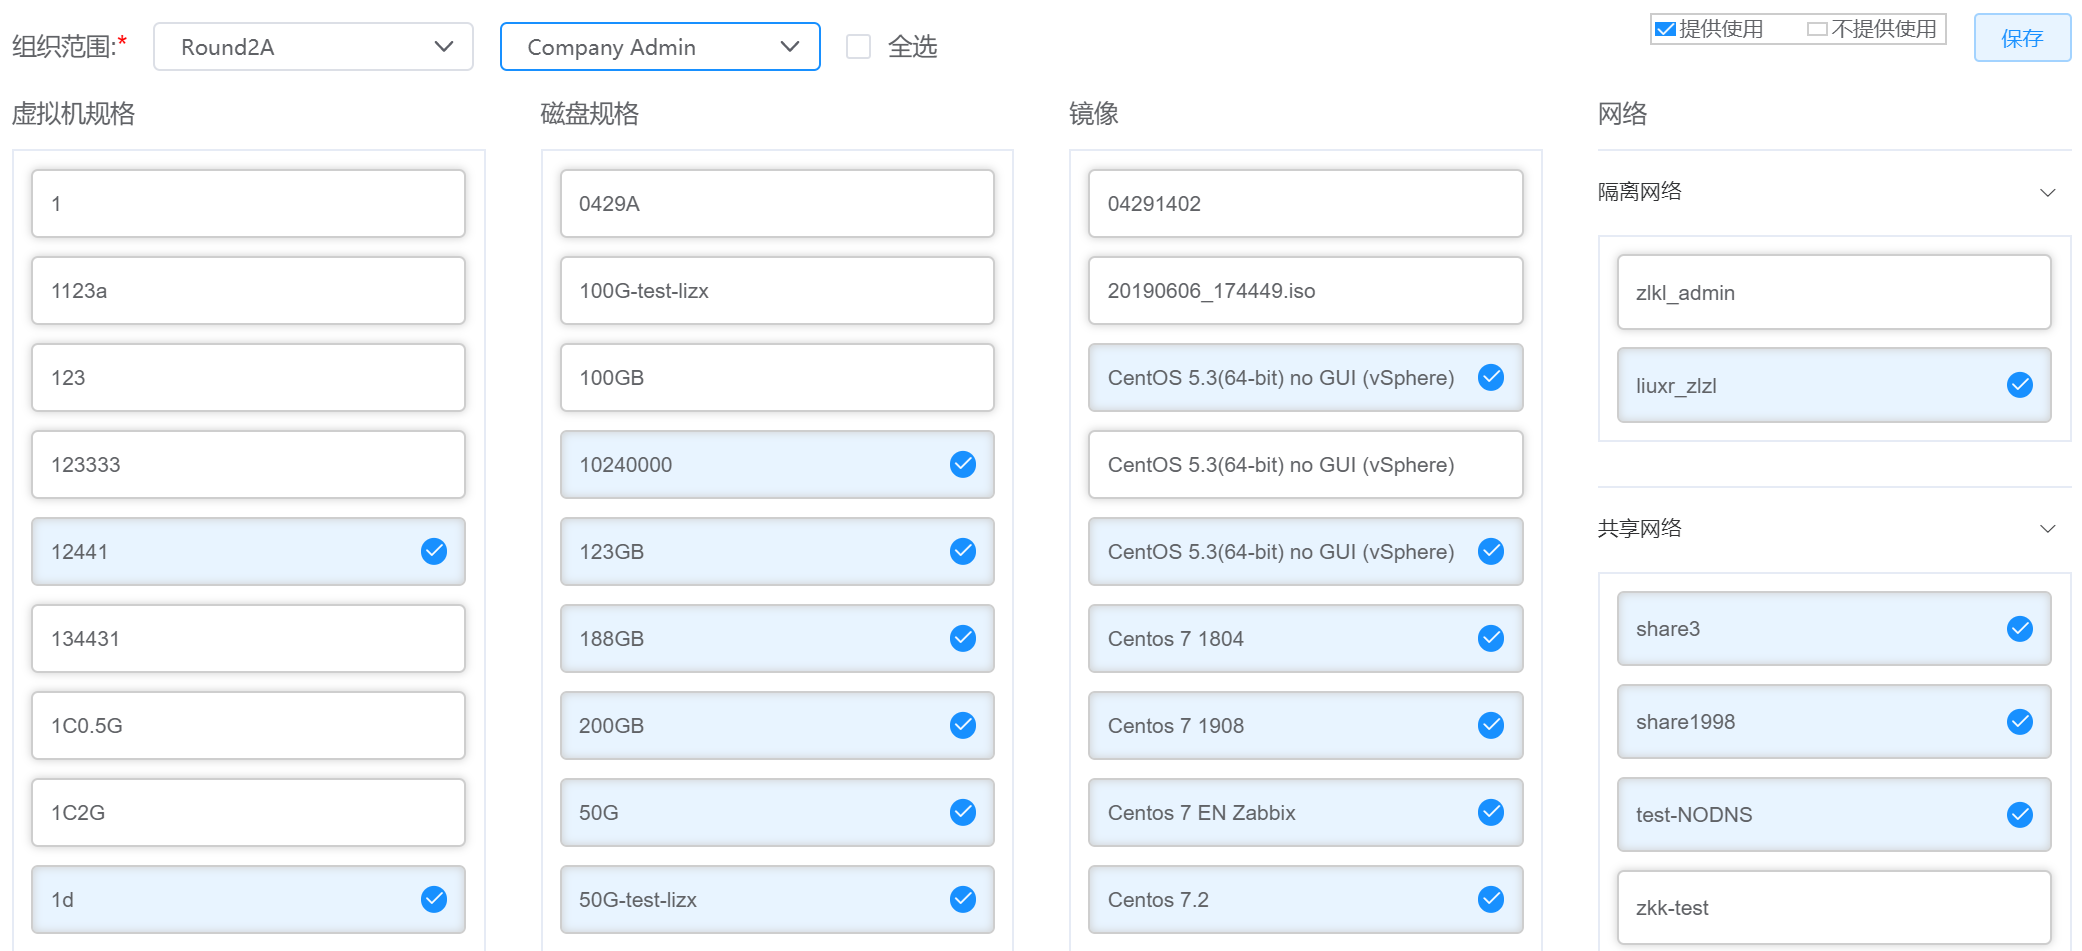 组织范围:* Round2A Company Admin 全选 提供使用 不提供使用 保存
虚拟机规格
1
1123a
123
123333
12441
134431
1C0.5G
1C2G
1d
磁盘规格
0429A
100G-test-lizx
100GB
10240000
123GB
188GB
200GB
50G
50G-test-lizx
镜像
04291402
20190606_174449.iso
CentOS 5.3(64-bit) no GUI (vSphere)
CentOS 5.3(64-bit) no GUI (vSphere)
CentOS 5.3(64-bit) no GUI (vSphere)
Centos 7 1804
Centos 7 1908
Centos 7 EN Zabbix
Centos 7.2
网络
隔离网络
zlkl_admin
liuxr_zlzl
共享网络
share3
share1998
test-NODNS
zkk-test